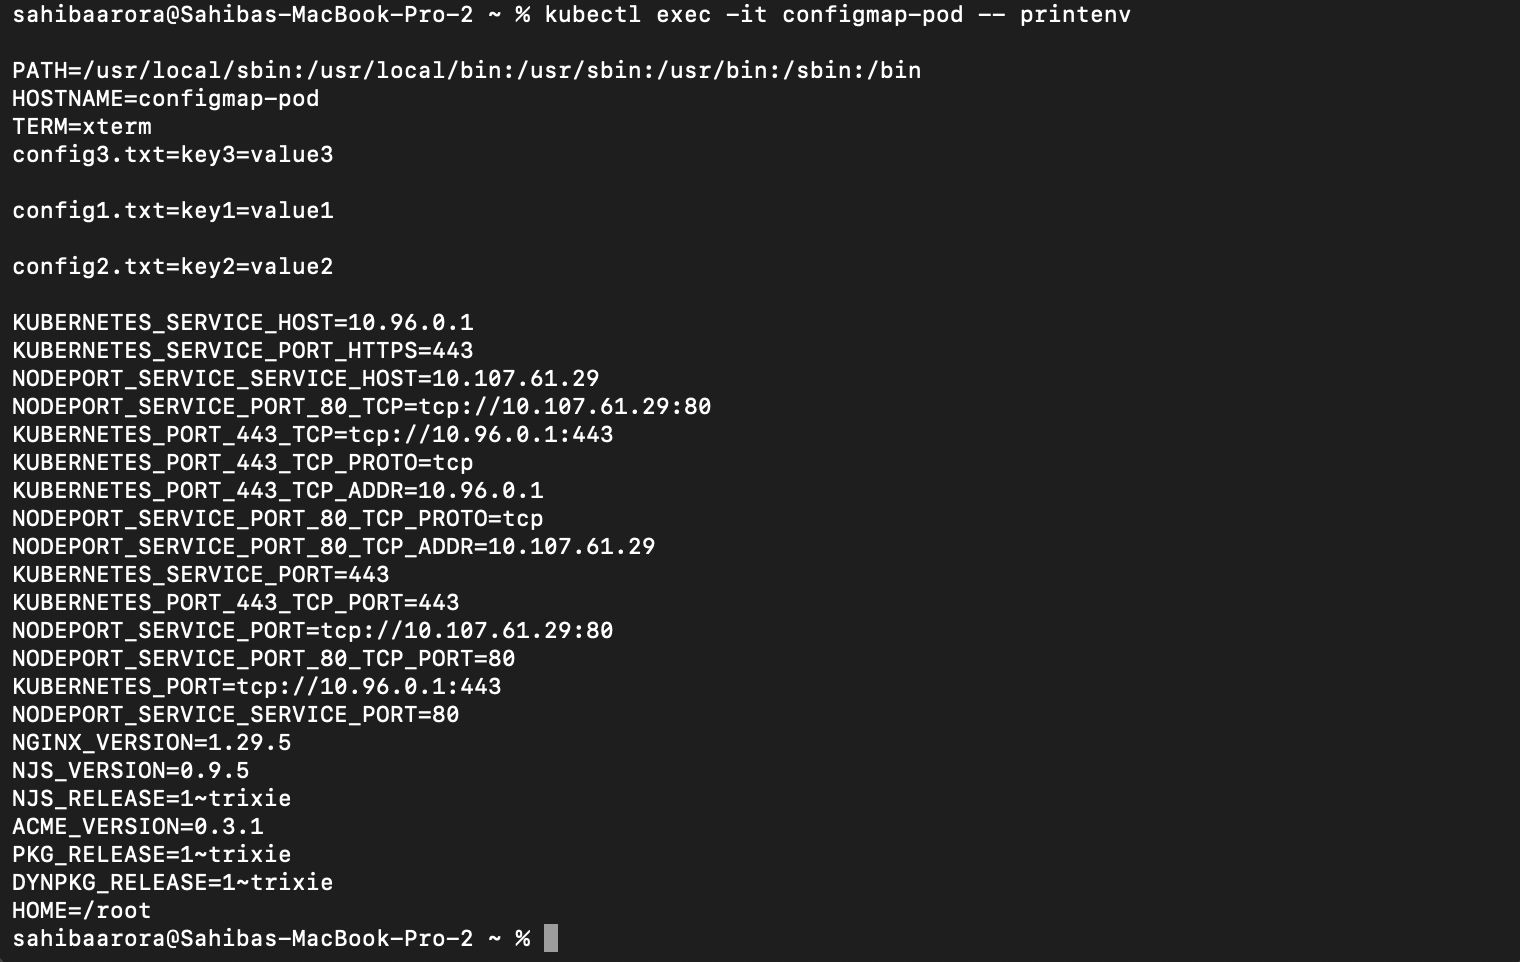 sahibaarora@Sahibas-MacBook-Pro-2 ~ % kubectl exec -it configmap-pod -- printenv
PATH=/usr/local/sbin:/usr/local/bin:/usr/sbin:/usr/bin:/sbin:/bin
HOSTNAME=configmap-pod
TERM=xterm
config3.txt=key3=value3
config1.txt=key1=value1
config2.txt=key2=value2
KUBERNETES_SERVICE_HOST=10.96.0.1
KUBERNETES_SERVICE_PORT_HTTPS=443
NODEPORT_SERVICE_SERVICE_HOST=10.107.61.29
NODEPORT_SERVICE_PORT_80_TCP=tcp://10.107.61.29:80
KUBERNETES_PORT_443_TCP=tcp://10.96.0.1:443
KUBERNETES_PORT_443_TCP_PROTO=tcp
KUBERNETES_PORT_443_TCP_ADDR=10.96.0.1
NODEPORT_SERVICE_PORT_80_TCP_PROTO=tcp
NODEPORT_SERVICE_PORT_80_TCP_ADDR=10.107.61.29
KUBERNETES_SERVICE_PORT=443
KUBERNETES_PORT_443_TCP_PORT=443
NODEPORT_SERVICE_PORT=tcp://10.107.61.29:80
NODEPORT_SERVICE_PORT_80_TCP_PORT=80
KUBERNETES_PORT=tcp://10.96.0.1:443
NODEPORT_SERVICE_SERVICE_PORT=80
NGINX_VERSION=1.29.5
NJS_VERSION=0.9.5
NJS_RELEASE=1~trixie
ACME_VERSION=0.3.1
PKG_RELEASE=1~trixie
DYNPKG_RELEASE=1~trixie
HOME=/root
sahibaarora@Sahibas-MacBook-Pro-2 ~ %